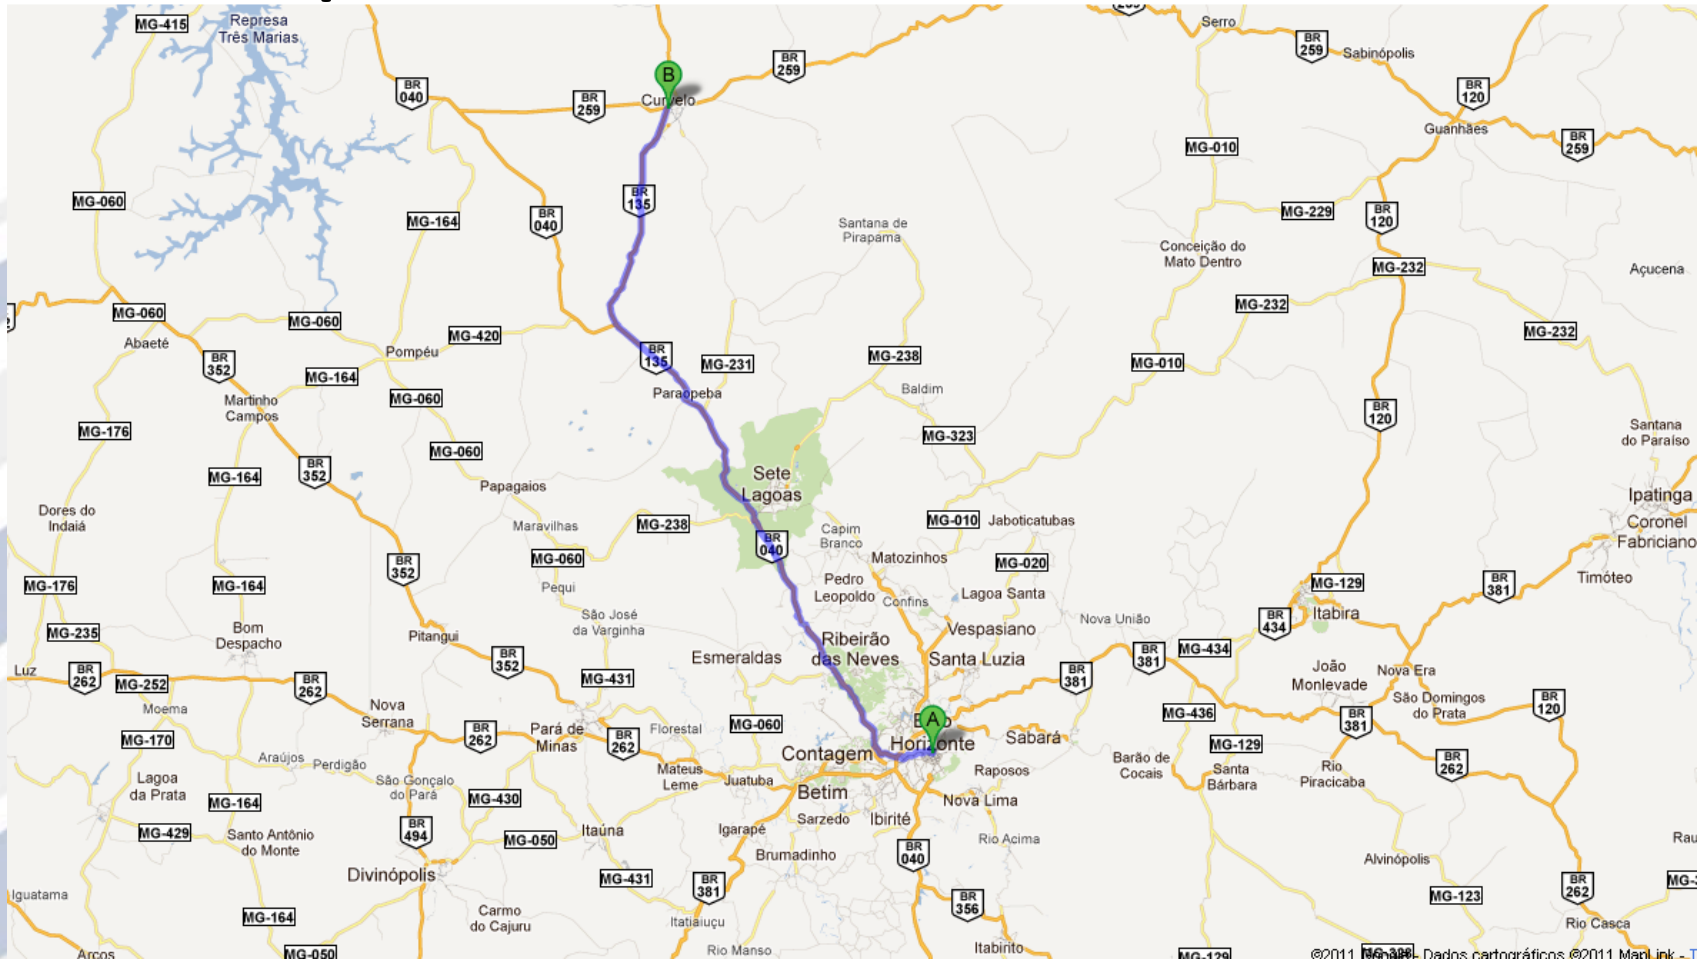 MG-415
Represa
Três Marias
BR
040
BR
259
B
Curvelo
BR
259
Serro
BR
259
Sabinópolis
BR
120
Guanhães
BR
259
MG-010
MG-060
MG-164
BR
040
BR
135
Santana de
Pirapama
MG-229
BR
120
Conceição do
Mato Dentro
MG-232
Açucena
MG-060
MG-060
MG-420
MG-232
MG-232
Abaeté
Pompéu
BR
352
MG-164
BR
135
MG-231
MG-238
MG-010
Paraopeba
Baldim
MG-060
Martinho
Campos
BR
120
MG-176
MG-060
MG-323
Santana
do Paraíso
BR
352
MG-164
Papagaios
Sete
Lagoas
Ipatinga
Dores do
Indaiá
Maravilhas
MG-238
MG-010
Jaboticatubas
Coronel
Fabriciano
Capim
Branco
BR
040
MG-060
Matozinhos
MG-020
BR
352
Pequi
Pedro
Leopoldo
Confins
Lagoa Santa
MG-129
BR
381
Timóteo
MG-176
MG-164
São José
da Varginha
Nova União
Itabira
BR
434
MG-235
Bom
Despacho
Pitangui
Ribeirão
das Neves
Vespasiano
MG-434
Esmeraldas
Santa Luzia
BR
381
BR
381
João
Monlevade
Nova Era
Luz
BR
262
MG-252
BR
262
BR
352
MG-431
São Domingos
do Prata
BR
120
Moema
Nova
Serrana
MG-436
BR
381
MG-170
BR
262
Pará de
Minas
BR
262
Florestal
MG-060
A
Belo
Horizonte
Sabará
MG-129
Araújos
Perdigão
Contagem
Barão de
Cocais
Santa
Bárbara
Rio
Piracicaba
BR
262
Lagoa
da Prata
São Gonçalo
do Pará
Mateus
Leme
Juatuba
Betim
Raposos
MG-164
MG-430
Nova Lima
MG-429
Santo Antônio
do Monte
BR
494
MG-050
Itaúna
Igarapé
Sarzedo
Ibirité
Rio Acima
Brumadinho
BR
040
Alvinópolis
Divinópolis
MG-431
BR
381
BR
356
MG-123
BR
262
Iguatama
MG-164
Carmo
do Cajuru
Itatiaiuçu
Rio Casca
Arcos
MG-050
Rio Manso
Itabirito
MG-129
©2011 Google - Dados cartográficos ©2011 MapLink -